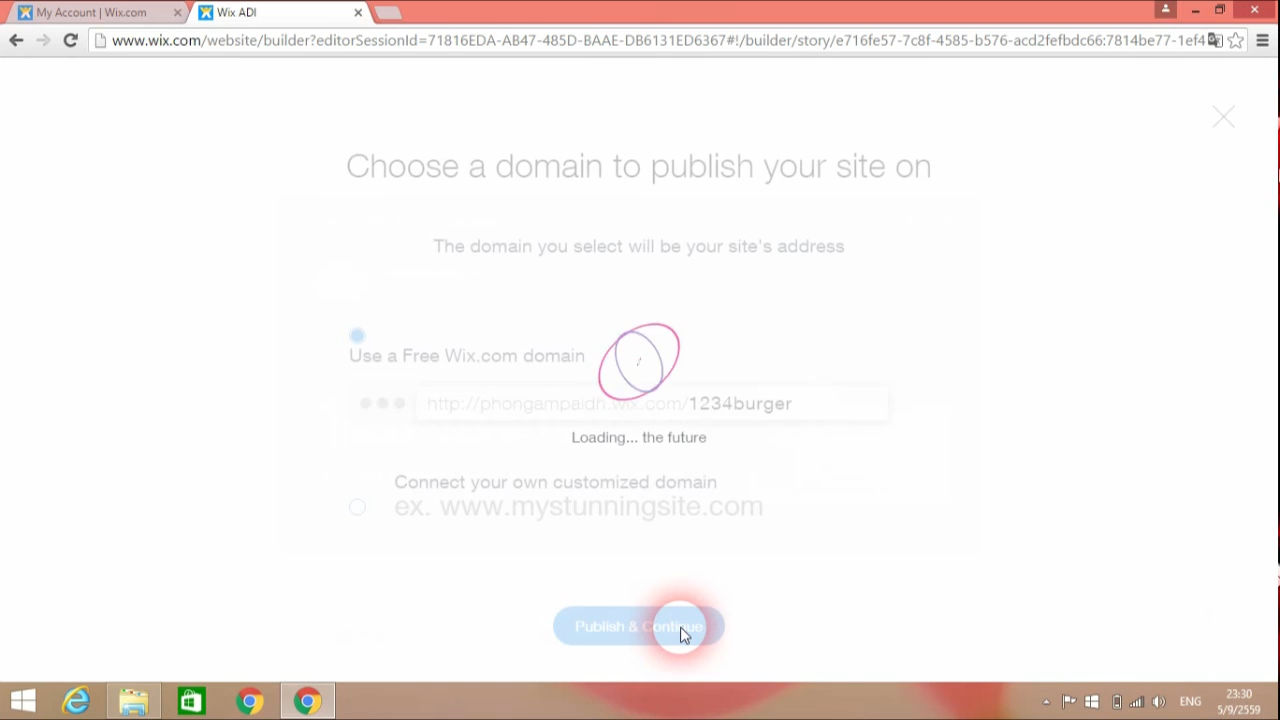 My Account | Wix.com
Wix ADI
www.wix.com/website/builder?editorSessionId=71816EDA-AB47-485D-BAAE-DB6131ED6367#!/builder/story/e716fe57-7c8f-4585-b576-acd2fefbdc66:7814be77-1ef4
Choose a domain to publish your site on
The domain you select will be your site's address
Use a Free Wix.com domain
http://phongampaidh.wix.com/1234burger
Loading... the future
Connect your own customized domain
ex. www.mystunningsite.com
Publish & Continue
ENG
23:30
5/9/2559